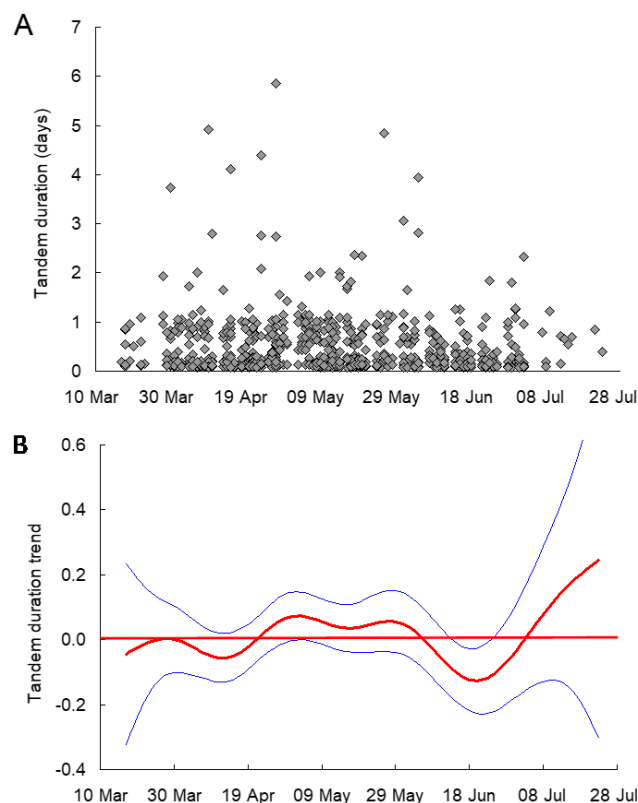 A
7
6
5
4
3
2
1
0
Tandem duration (days)
10 Mar 30 Mar 19 Apr 09 May 29 May 18 Jun 08 Jul 28 Jul
B
0.6
0.4
0.2
0.0
-0.2
-0.4
Tandem duration trend
10 Mar 30 Mar 19 Apr 09 May 29 May 18 Jun 08 Jul 28 Jul